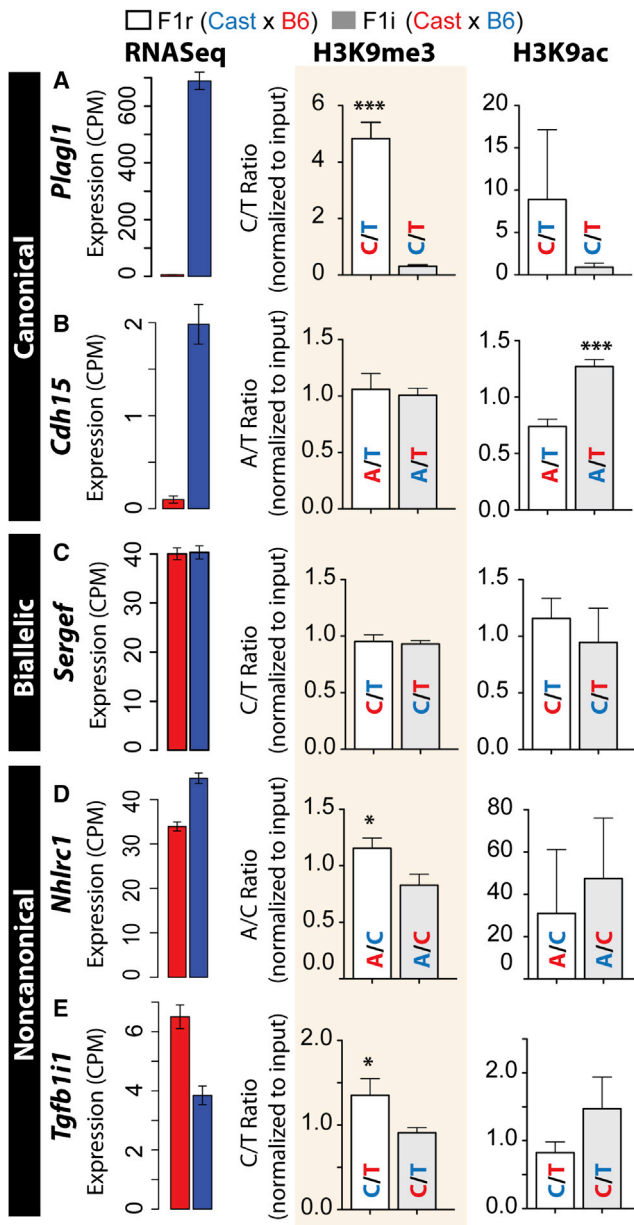 F1r (Cast x B6) F1i (Cast x B6)
RNASeq H3K9me3 H3K9ac
Canonical
A
Plagl1
Expression (CPM)
0 200 400 600
C/T Ratio
(normalized to input)
6
4
2
0
***
C/T C/T
20
15
10
5
0
C/T C/T
B
Cdh15
Expression (CPM)
0 1 2
A/T Ratio
(normalized to input)
1.5
1.0
0.5
0.0
A/T A/T
1.5
1.0
0.5
0.0
***
A/T A/T
Biallelic
C
Sergef
Expression (CPM)
0 10 20 30 40
C/T Ratio
(normalized to input)
1.5
1.0
0.5
0.0
C/T C/T
1.5
1.0
0.5
0.0
C/T C/T
Noncanonical
D
Nhlrc1
Expression (CPM)
0 10 20 30 40
A/C Ratio
(normalized to input)
1.5
1.0
0.5
0.0
*
A/C A/C
80
60
40
20
0
A/C A/C
E
Tgfb1i1
Expression (CPM)
0 2 4 6
C/T Ratio
(normalized to input)
2.0
1.0
0.0
*
C/T C/T
2.0
1.5
1.0
0.5
0.0
C/T C/T